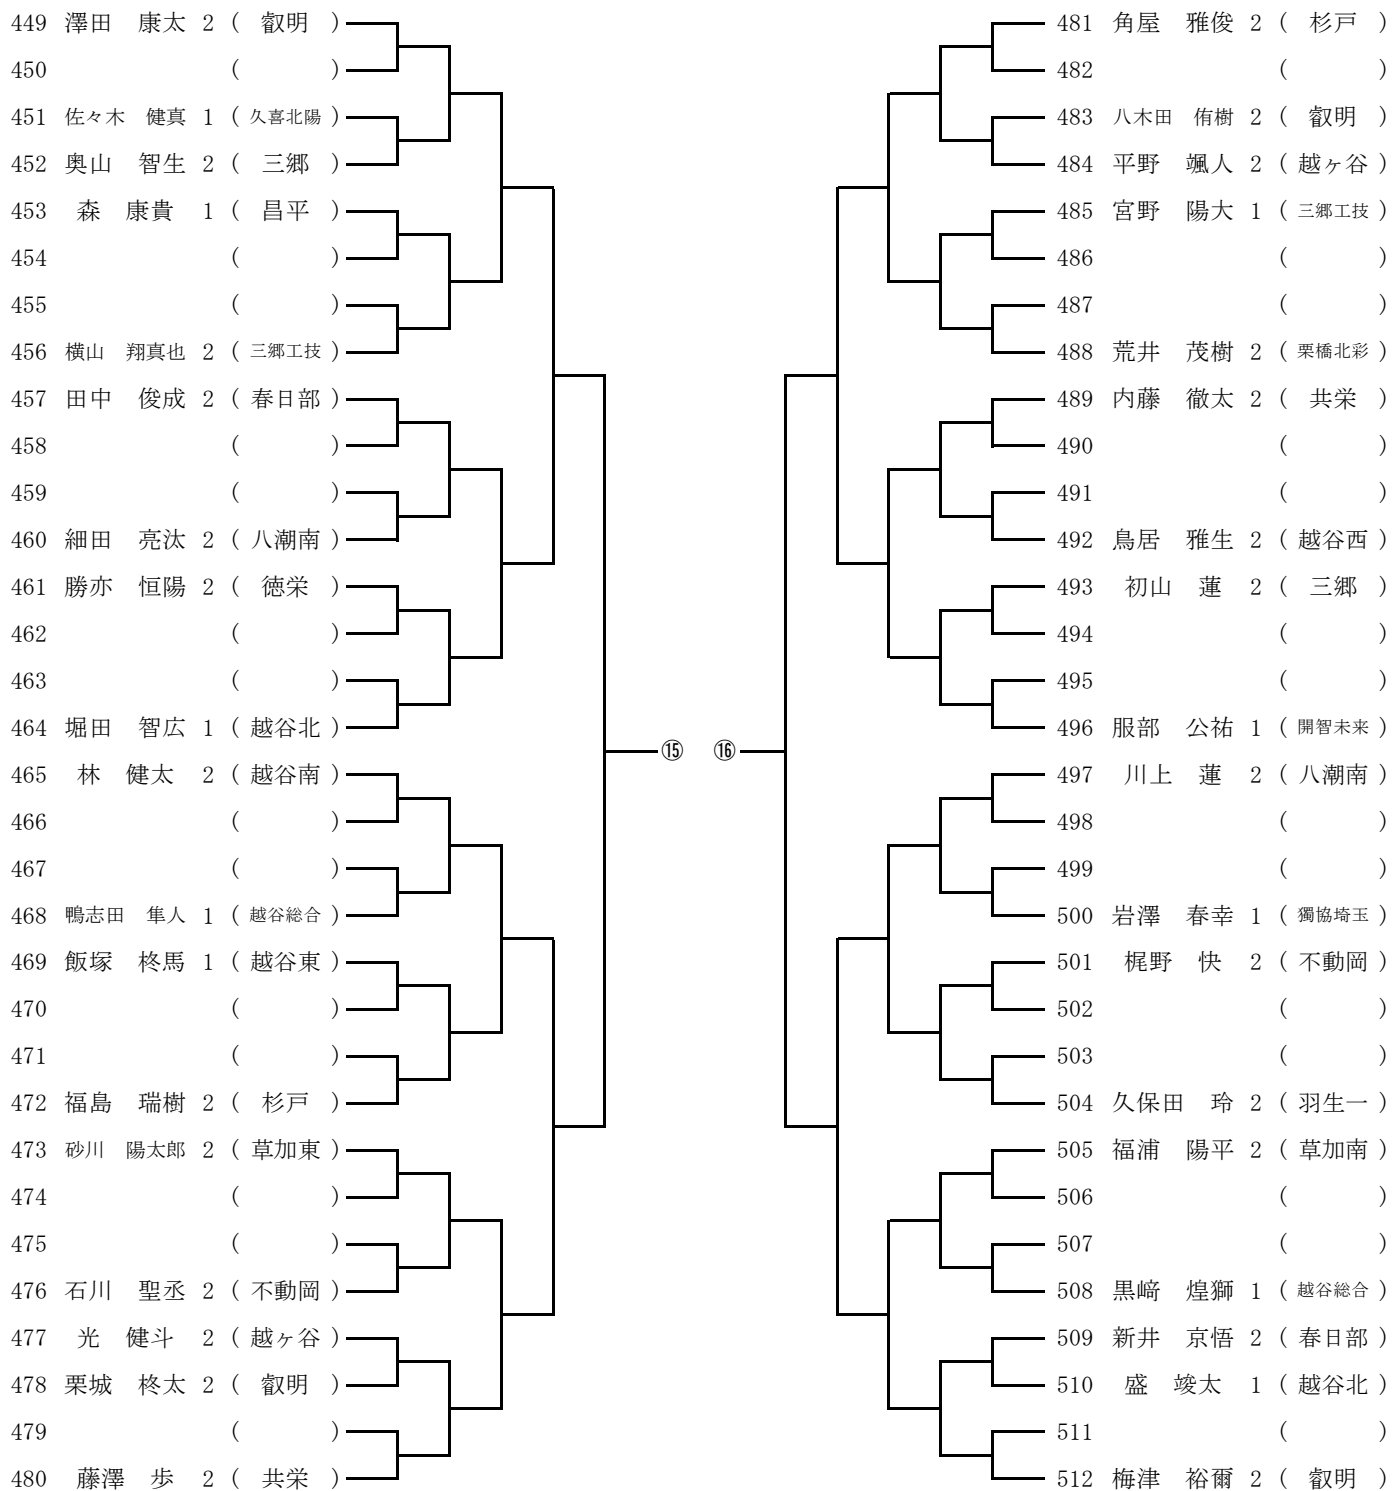 449 澤田 康太 2 ( 叡明 )
450 ( )
451 佐々木 健真 1 ( 久喜北陽 )
452 奥山 智生 2 ( 三郷 )
453 森 康貴 1 ( 昌平 )
454 ( )
455 ( )
456 横山 翔真也 2 ( 三郷工技 )
457 田中 俊成 2 ( 春日部 )
458 ( )
459 ( )
460 細田 亮汰 2 ( 八潮南 )
461 勝亦 恒陽 2 ( 徳栄 )
462 ( )
463 ( )
464 堀田 智広 1 ( 越谷北 )
465 林 健太 2 ( 越谷南 )
466 ( )
467 ( )
468 鴨志田 隼人 1 ( 越谷総合 )
469 飯塚 柊馬 1 ( 越谷東 )
470 ( )
471 ( )
472 福島 瑞樹 2 ( 杉戸 )
473 砂川 陽太郎 2 ( 草加東 )
474 ( )
475 ( )
476 石川 聖丞 2 ( 不動岡 )
477 光 健斗 2 ( 越ヶ谷 )
478 栗城 柊太 2 ( 叡明 )
479 ( )
480 藤澤 歩 2 ( 共栄 )
⑮ ⑯
481 角屋 雅俊 2 ( 杉戸 )
482 ( )
483 八木田 侑樹 2 ( 叡明 )
484 平野 颯人 2 ( 越ヶ谷 )
485 宮野 陽大 1 ( 三郷工技 )
486 ( )
487 ( )
488 荒井 茂樹 2 ( 栗橋北彩 )
489 内藤 徹太 2 ( 共栄 )
490 ( )
491 ( )
492 鳥居 雅生 2 ( 越谷西 )
493 初山 蓮 2 ( 三郷 )
494 ( )
495 ( )
496 服部 公祐 1 ( 開智未来 )
497 川上 蓮 2 ( 八潮南 )
498 ( )
499 ( )
500 岩澤 春幸 1 ( 獨協埼玉 )
501 梶野 快 2 ( 不動岡 )
502 ( )
503 ( )
504 久保田 玲 2 ( 羽生一 )
505 福浦 陽平 2 ( 草加南 )
506 ( )
507 ( )
508 黒﨑 煌獅 1 ( 越谷総合 )
509 新井 京悟 2 ( 春日部 )
510 盛 竣太 1 ( 越谷北 )
511 ( )
512 梅津 裕爾 2 ( 叡明 )